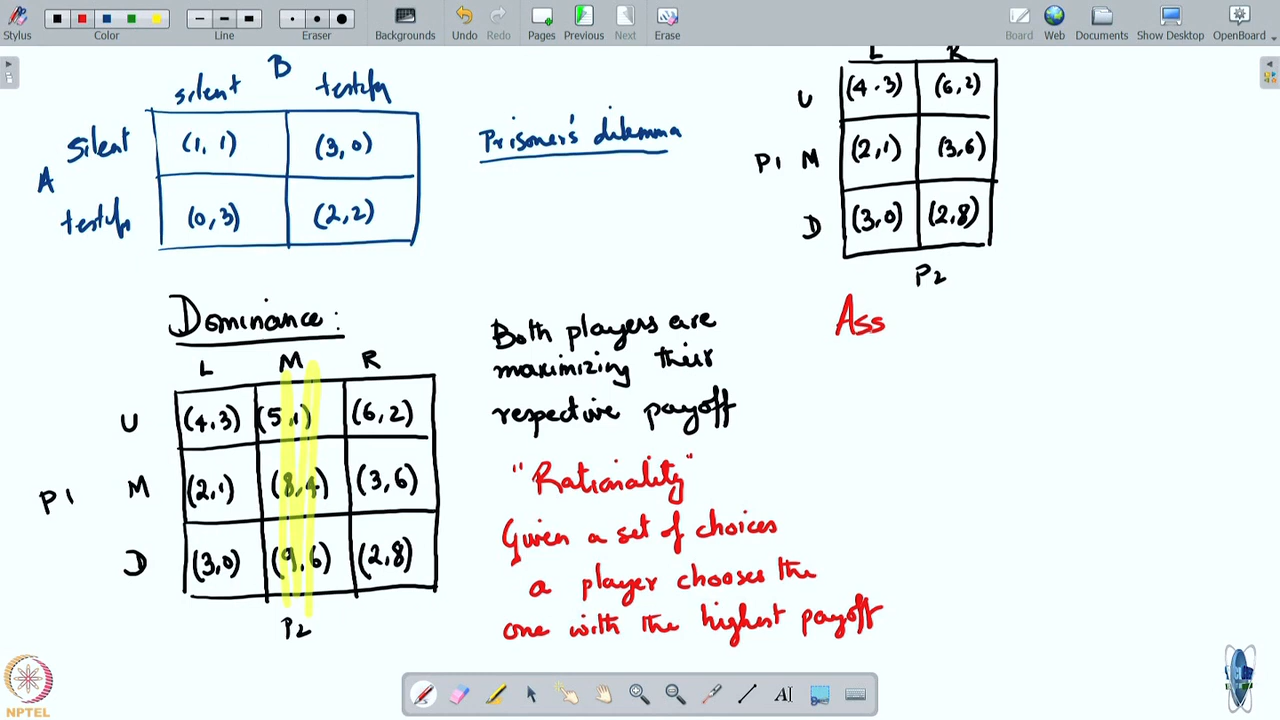 Stylus
Color
Line
Eraser
Backgrounds
Undo
Redo
Pages
Previous
Next
Erase
Board
Web
Documents
Show Desktop
OpenBoard
B
silent testify
Silent (1, 1) (3, 0)
A
testify (0, 3) (2, 2)
Prisoner's dilemma
L R
U (4.3) (6,2)
P1 M (2,1) (3,6)
D (3,0) (2,8)
P2
Dominance:
L M R
U (4,3) (5,1) (6,2)
P1 M (2,1) (8,4) (3,6)
D (3,0) (9,6) (2,8)
P2
Both players are
maximizing their
respective payoff
"Rationality"
Given a set of choices
a player chooses the
one with the highest payoff
Ass
NPTEL